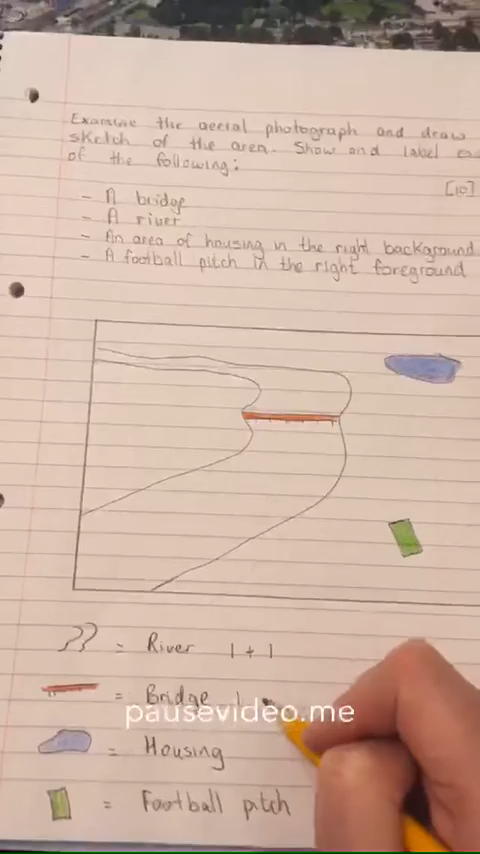 Examine the aerial photograph and draw
sketch of the area. Show and label
of the following:
[10]
- A bridge
- A river
- An area of housing in the right background
- A football pitch in the right foreground
= River 1 + 1
= Bridge 1
pausevideo.me
= Housing
= Football pitch